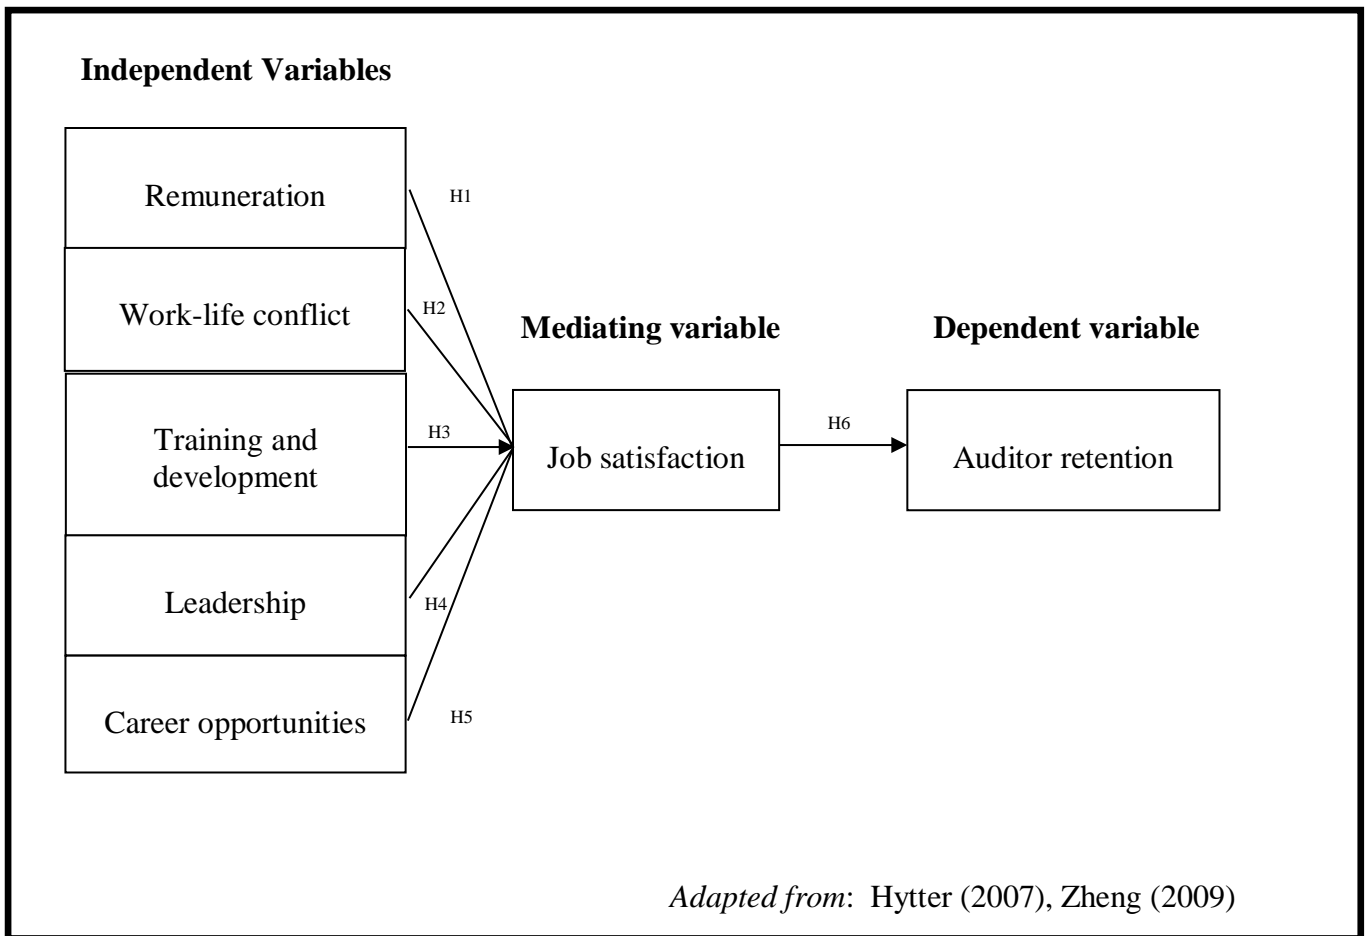 Independent Variables
Remuneration
H1
Work-life conflict
H2
Training and
development
H3
Leadership
H4
Career opportunities
H5
Mediating variable
Job satisfaction
H6
Dependent variable
Auditor retention
Adapted from: Hytter (2007), Zheng (2009)